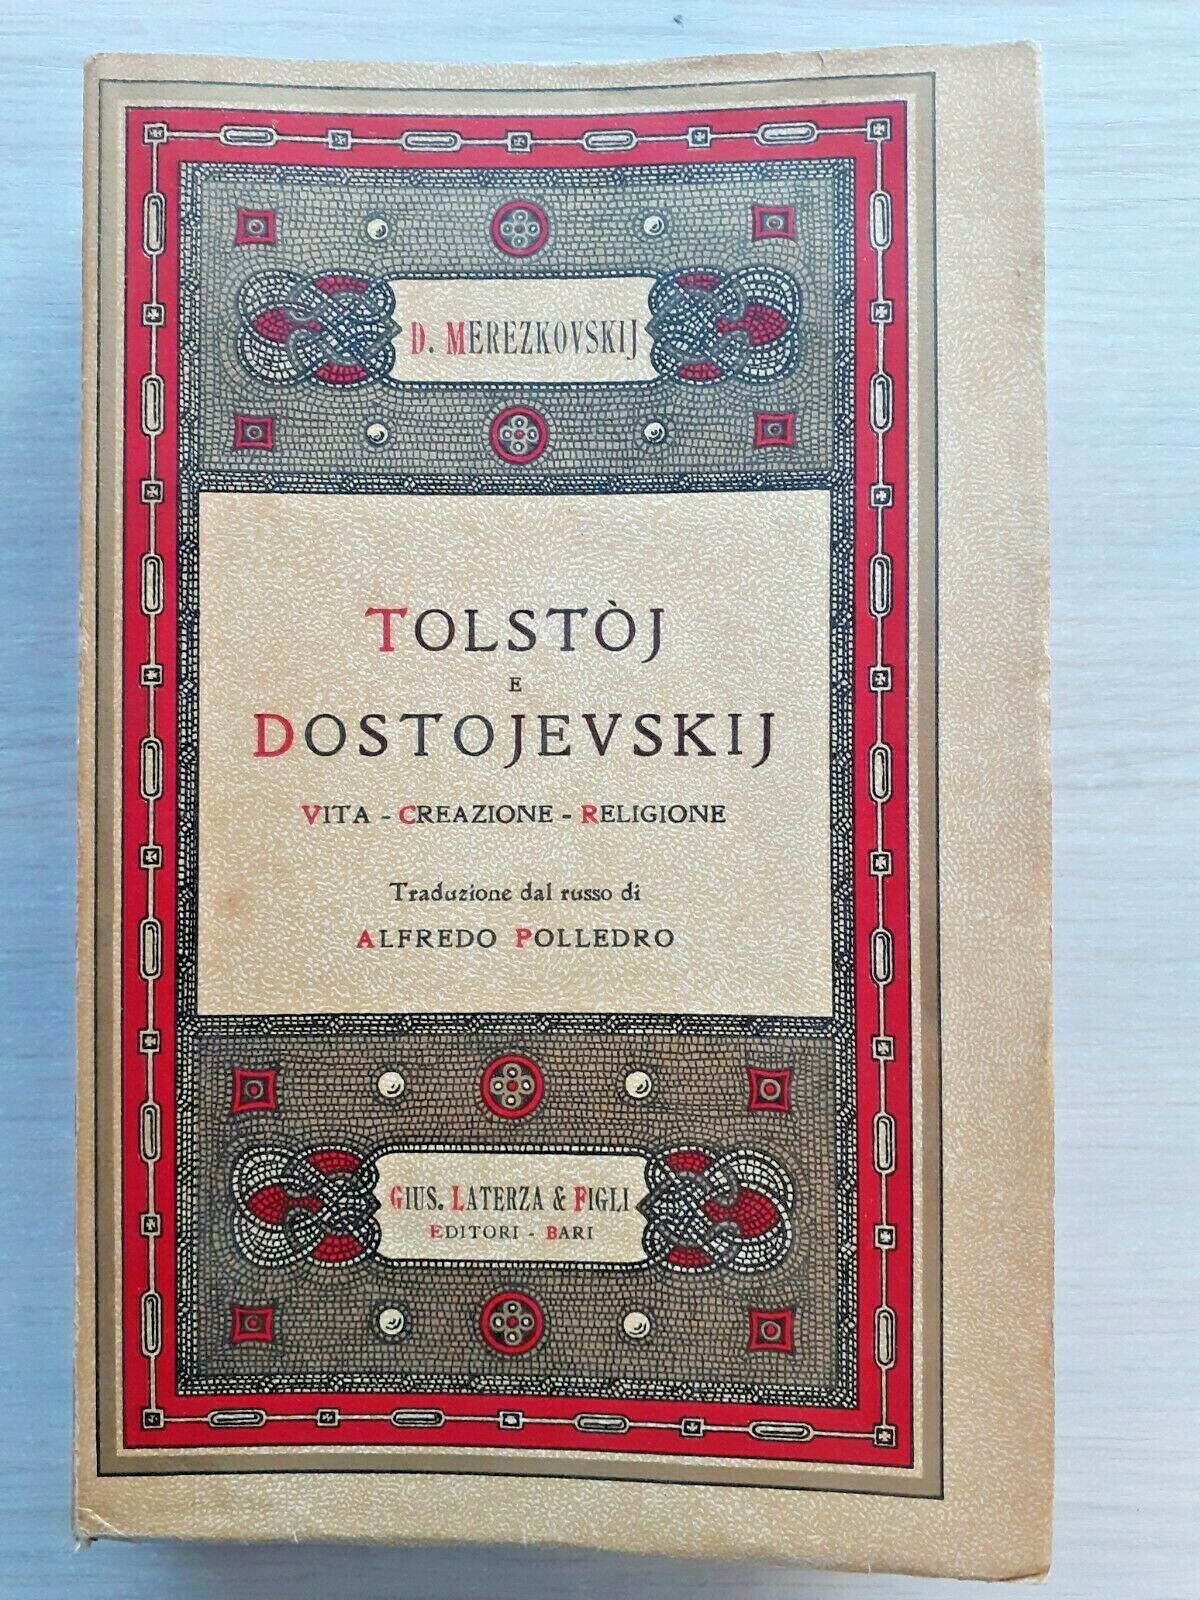 D. MEREZKOVSKIJ
TOLSTÒJ
E
DOSTOJEVSKIJ
VITA - CREAZIONE - RELIGIONE
Traduzione dal russo di
ALFREDO POLLEDRO
GIUS. LATERZA & FIGLI
EDITORI - BARI